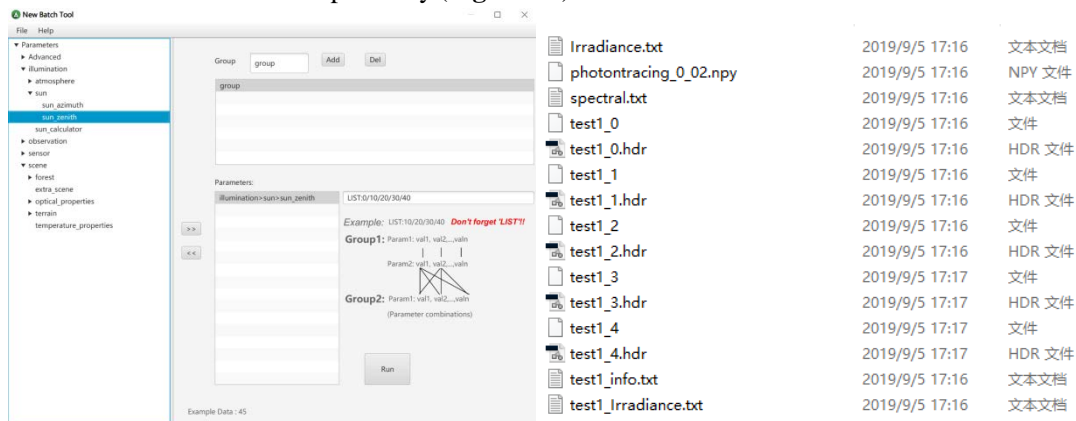 New Batch Tool
File Help
Parameters
Advanced
illumination
atmosphere
sun
sun_azimuth
sun_zenith
sun_calculator
observation
sensor
scene
forest
extra_scene
optical_properties
terrain
temperature_properties
Group group Add Del
group
Parameters:
illumination>sun>sun_zenith LIST:0/10/20/30/40
>>
<<
Example: LIST:10/20/30/40 Don't forget 'LIST'!!
Group1: Param1: val1, val2,...,valn
Param2: val1, val2,...,valn
Group2: Param1: val1, val2,...,valn
(Parameter combinations)
Run
Example Data : 45
Irradiance.txt 2019/9/5 17:16 文本文档
photontracing_0_02.npy 2019/9/5 17:16 NPY 文件
spectral.txt 2019/9/5 17:16 文本文档
test1_0 2019/9/5 17:16 文件
test1_0.hdr 2019/9/5 17:16 HDR 文件
test1_1 2019/9/5 17:16 文件
test1_1.hdr 2019/9/5 17:16 HDR 文件
test1_2 2019/9/5 17:16 文件
test1_2.hdr 2019/9/5 17:16 HDR 文件
test1_3 2019/9/5 17:17 文件
test1_3.hdr 2019/9/5 17:17 HDR 文件
test1_4 2019/9/5 17:17 文件
test1_4.hdr 2019/9/5 17:17 HDR 文件
test1_info.txt 2019/9/5 17:16 文本文档
test1_Irradiance.txt 2019/9/5 17:16 文本文档